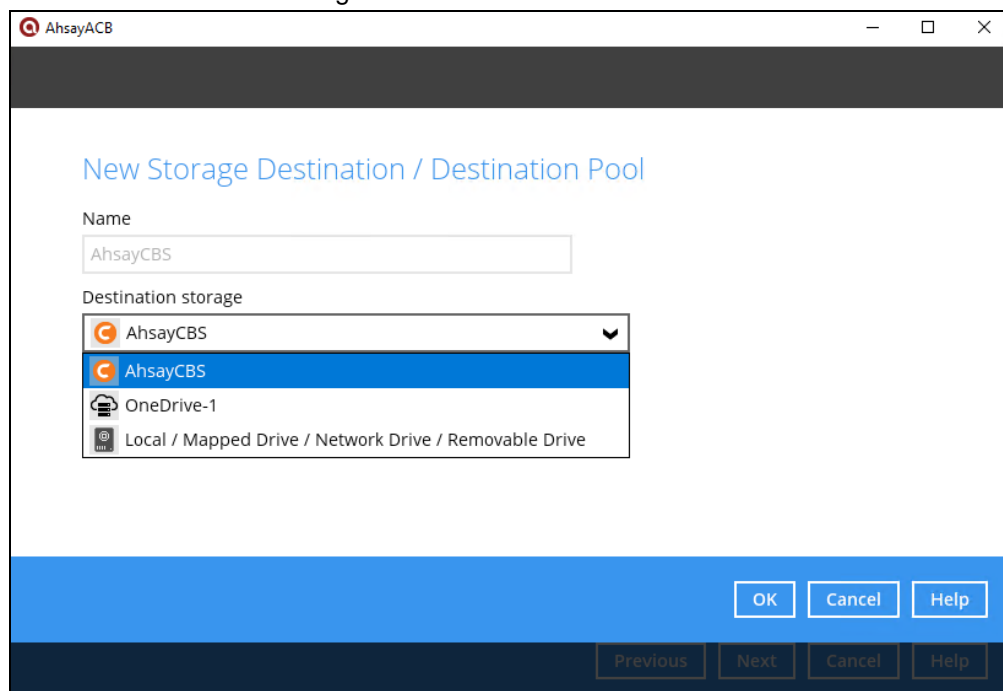 AhsayACB
New Storage Destination / Destination Pool
Name
AhsayCBS
Destination storage
AhsayCBS
AhsayCBS
OneDrive-1
Local / Mapped Drive / Network Drive / Removable Drive
OK Cancel Help
Previous Next Cancel Help